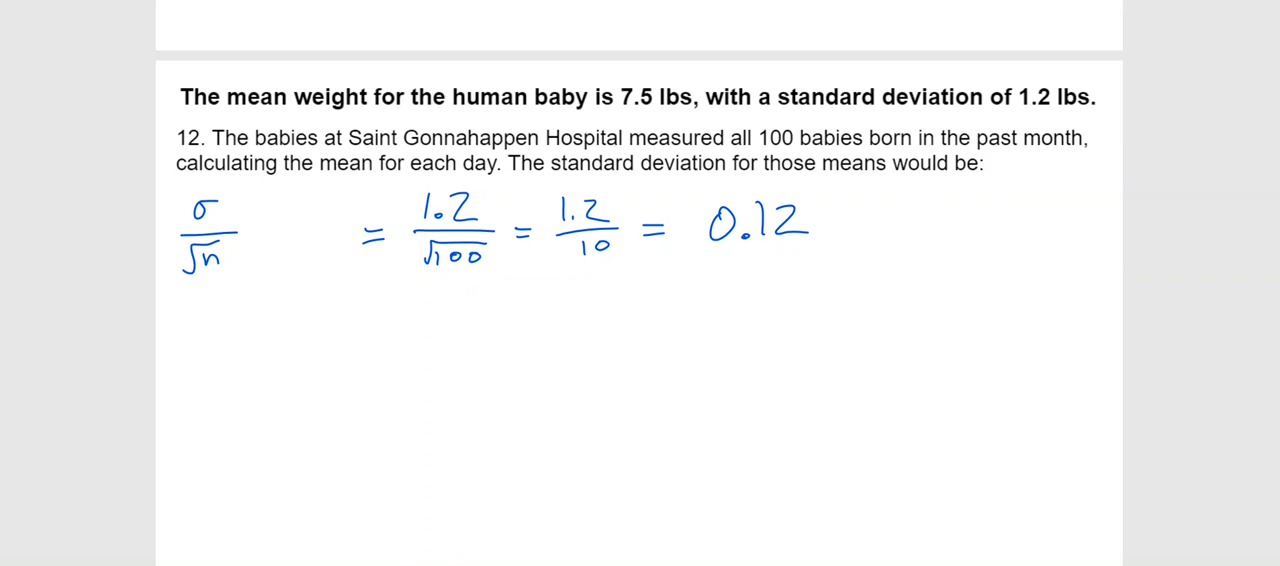 The mean weight for the human baby is 7.5 lbs, with a standard deviation of 1.2 lbs.
12. The babies at Saint Gonnahappen Hospital measured all 100 babies born in the past month,
calculating the mean for each day. The standard deviation for those means would be:
σ/√n = 1.2/√100 = 1.2/10 = 0.12